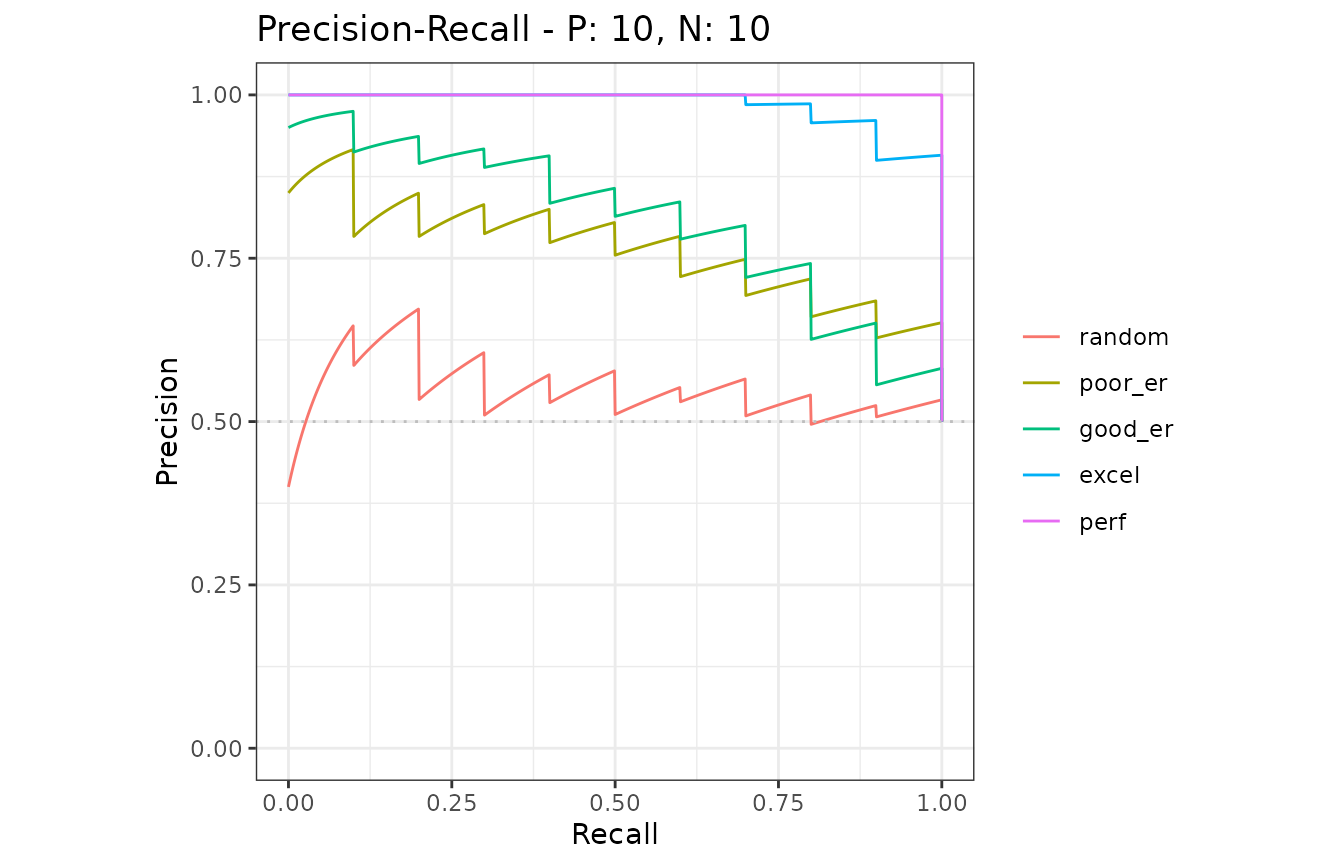 Precision-Recall - P: 10, N: 10
Precision
1.00
0.75
0.50
0.25
0.00
0.00 0.25 0.50 0.75 1.00
Recall
random
poor_er
good_er
excel
perf